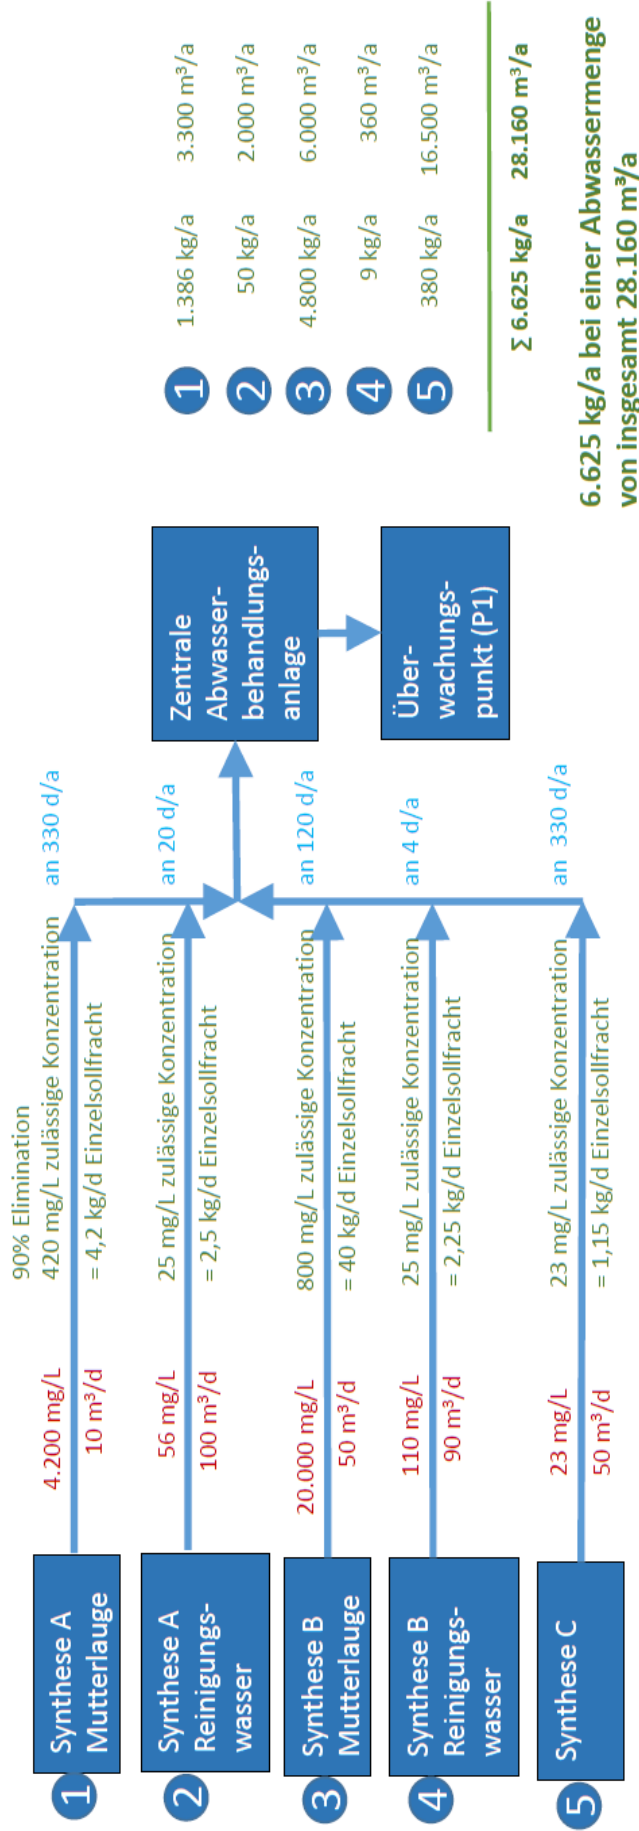 1
Synthese A
Mutterlauge
4.200 mg/L
10 m³/d
90% Elimination
420 mg/L zulässige Konzentration
= 4,2 kg/d Einzelsollfracht
an 330 d/a
2
Synthese A
Reinigungs-
wasser
56 mg/L
100 m³/d
25 mg/L zulässige Konzentration
= 2,5 kg/d Einzelsollfracht
an 20 d/a
3
Synthese B
Mutterlauge
20.000 mg/L
50 m³/d
800 mg/L zulässige Konzentration
= 40 kg/d Einzelsollfracht
an 120 d/a
4
Synthese B
Reinigungs-
wasser
110 mg/L
90 m³/d
25 mg/L zulässige Konzentration
= 2,25 kg/d Einzelsollfracht
an 4 d/a
5
Synthese C
23 mg/L
50 m³/d
23 mg/L zulässige Konzentration
= 1,15 kg/d Einzelsollfracht
an 330 d/a
Zentrale
Abwasser-
behandlungs-
anlage
Über-
wachungs-
punkt (P1)
1 1.386 kg/a 3.300 m³/a
2 50 kg/a 2.000 m³/a
3 4.800 kg/a 6.000 m³/a
4 9 kg/a 360 m³/a
5 380 kg/a 16.500 m³/a
∑ 6.625 kg/a 28.160 m³/a
6.625 kg/a bei einer Abwassermenge
von insgesamt 28.160 m³/a